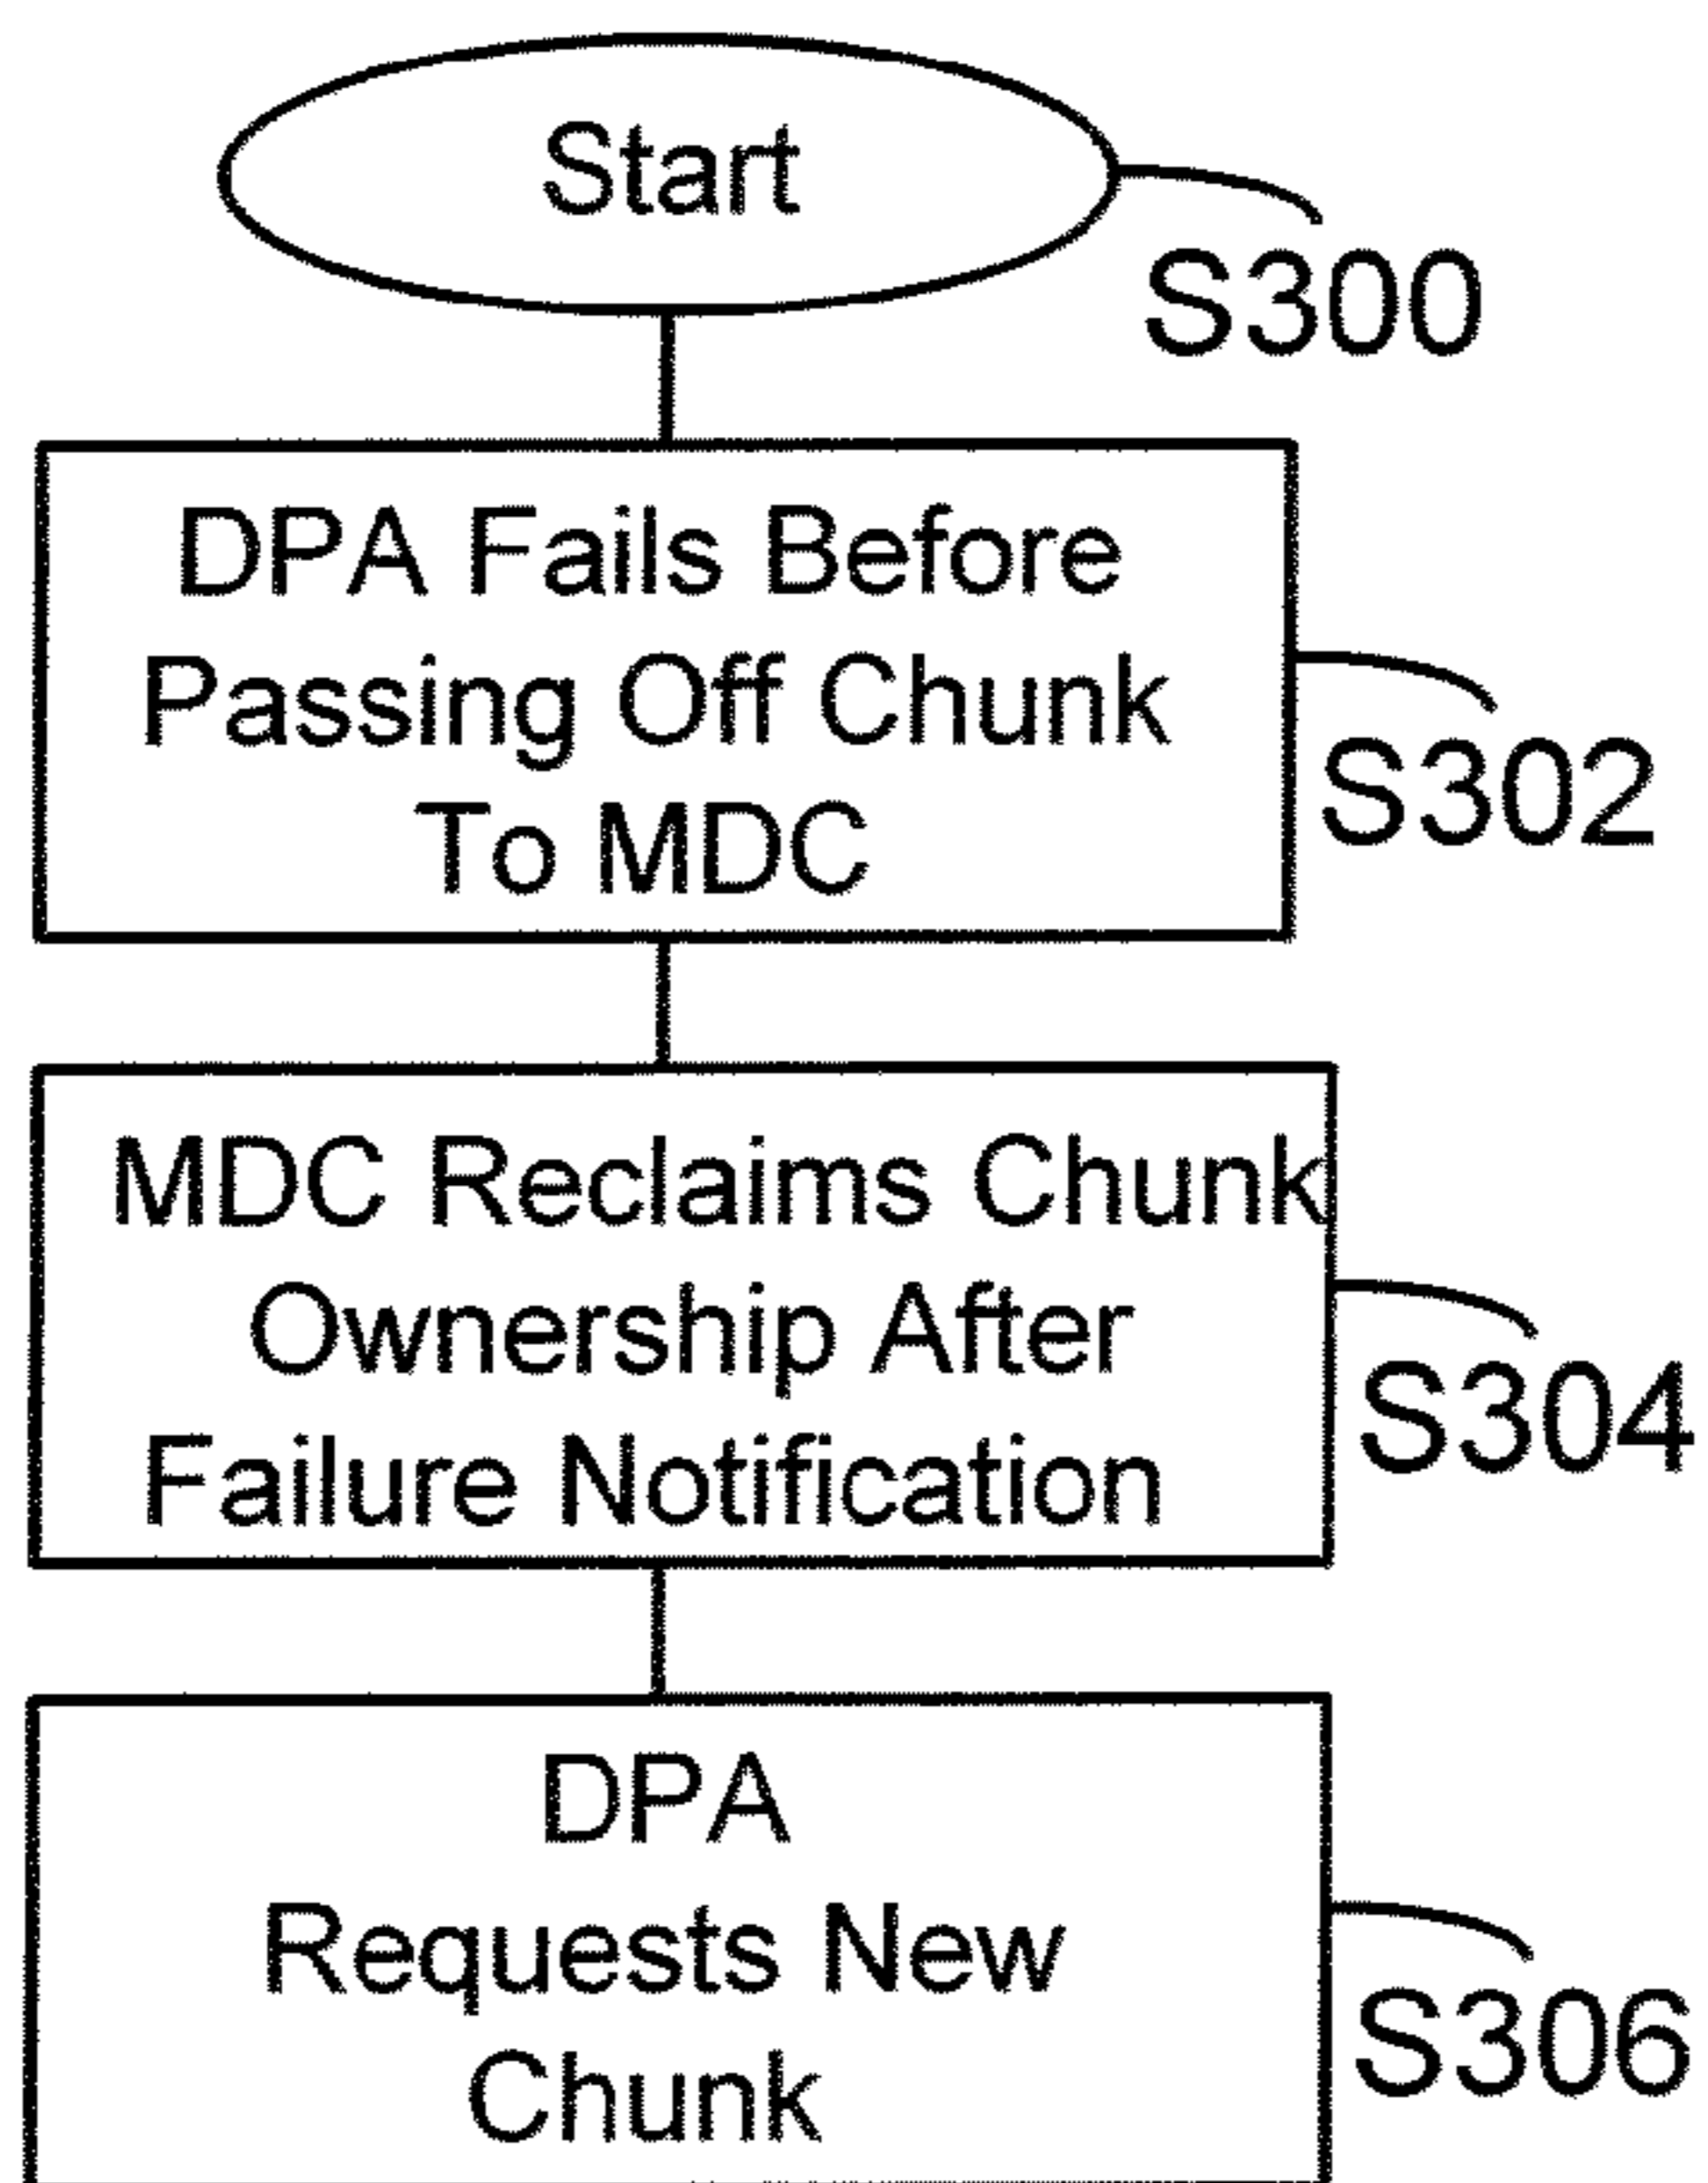 Start
S300
DPA Fails Before
Passing Off Chunk
To MDC
S302
MDC Reclaims Chunk
Ownership After
Failure Notification
S304
DPA
Requests New
Chunk
S306